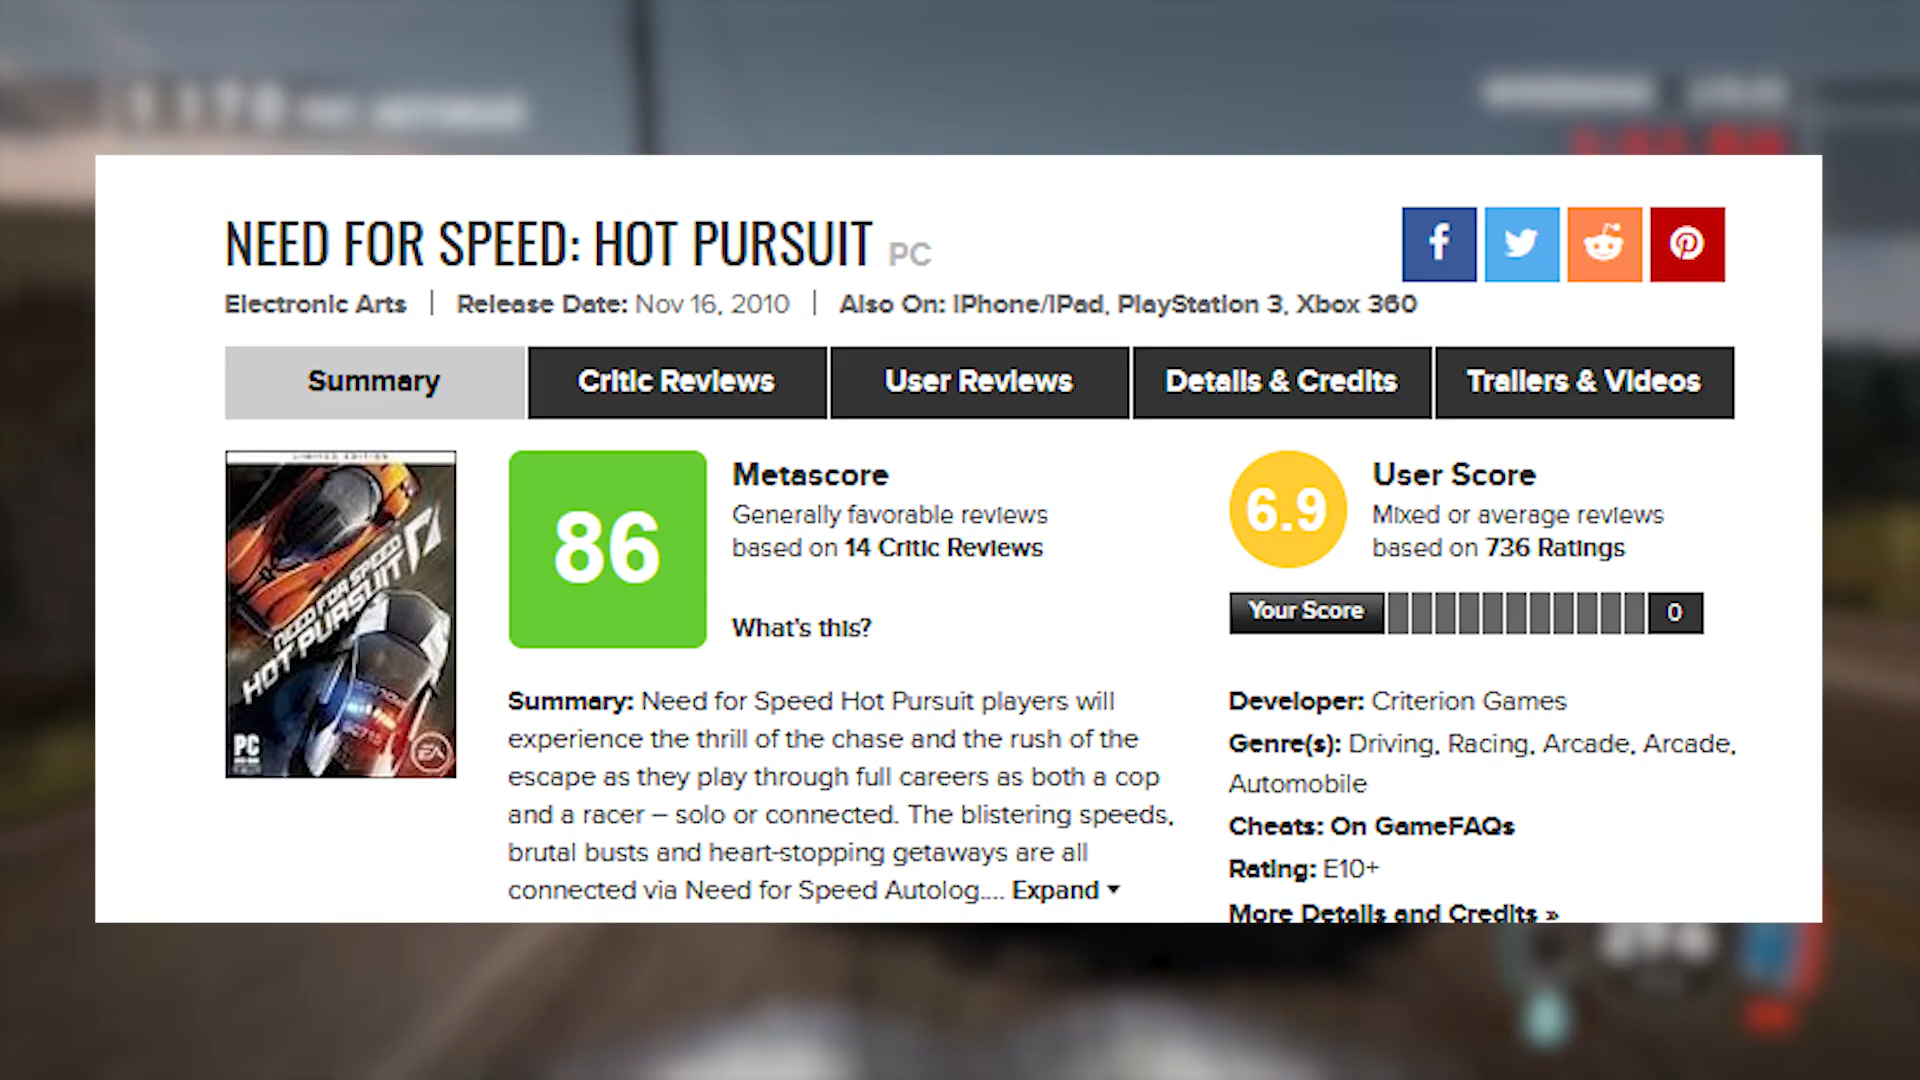 NEED FOR SPEED: HOT PURSUIT PC
Electronic Arts | Release Date: Nov 16, 2010 | Also On: iPhone/iPad, PlayStation 3, Xbox 360
Summary
Critic Reviews
User Reviews
Details & Credits
Trailers & Videos
LIMITED EDITION
NEED FOR SPEED
HOT PURSUIT
PC
EA
86
Metascore
Generally favorable reviews
based on 14 Critic Reviews
What's this?
Summary: Need for Speed Hot Pursuit players will
experience the thrill of the chase and the rush of the
escape as they play through full careers as both a cop
and a racer – solo or connected. The blistering speeds,
brutal busts and heart-stopping getaways are all
connected via Need for Speed Autolog.... Expand
6.9
User Score
Mixed or average reviews
based on 736 Ratings
Your Score 0
Developer: Criterion Games
Genre(s): Driving, Racing, Arcade, Arcade,
Automobile
Cheats: On GameFAQs
Rating: E10+
More Details and Credits »